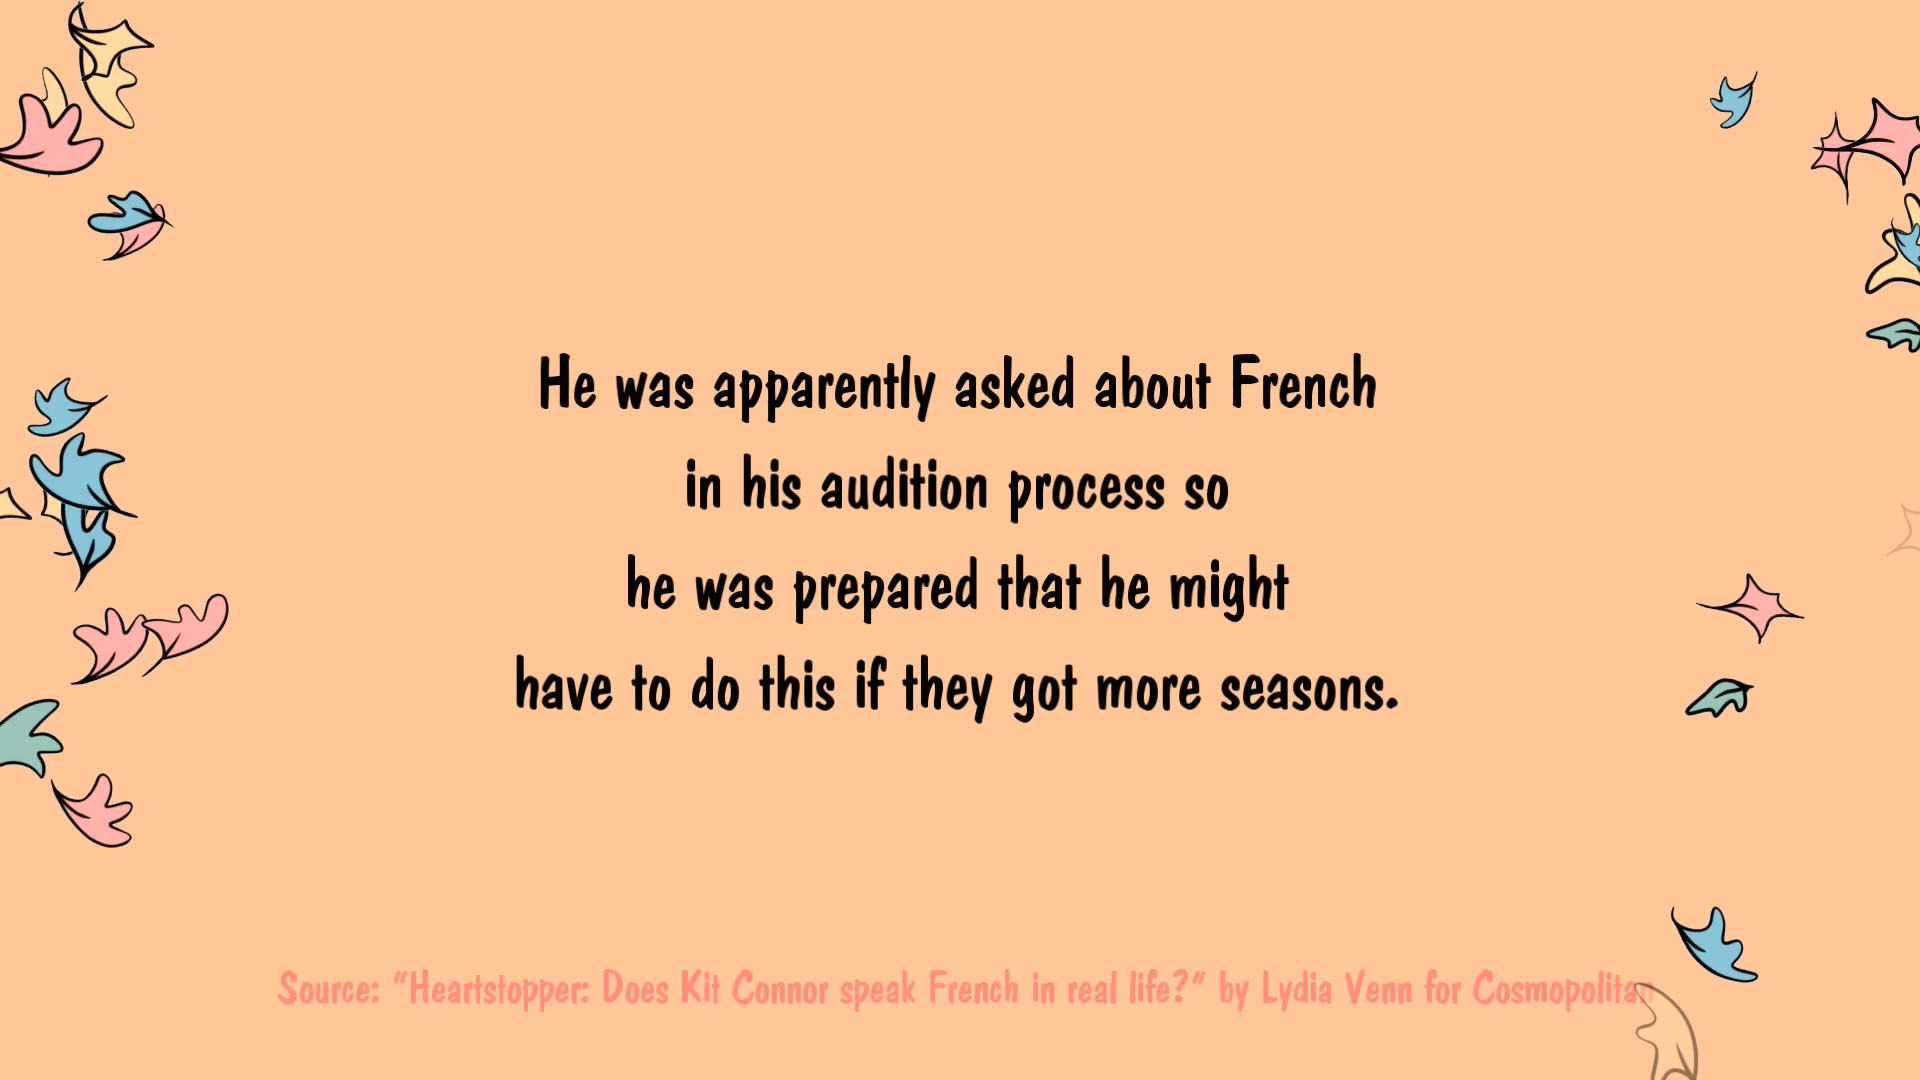 He was apparently asked about French
in his audition process so
he was prepared that he might
have to do this if they got more seasons.
Source: "Heartstopper: Does Kit Connor speak French in real life?" by Lydia Venn for Cosmopolitan